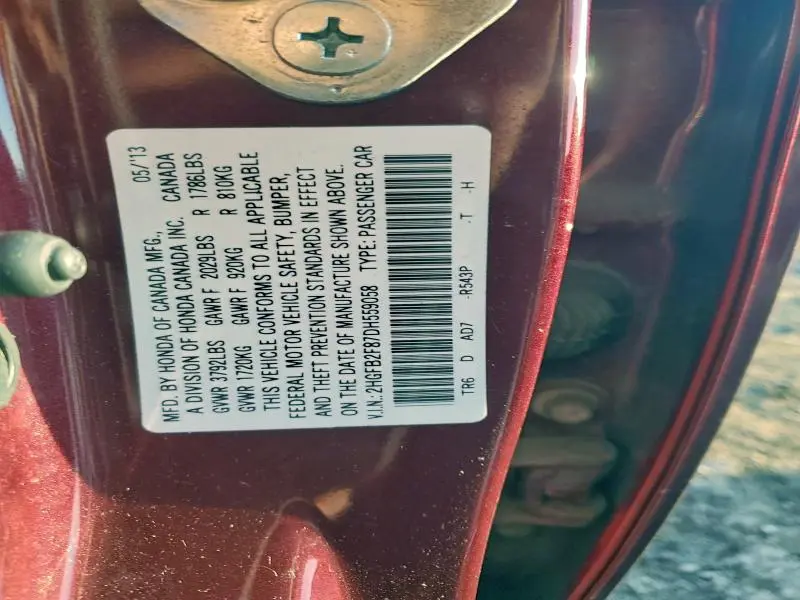 MFD. BY HONDA OF CANADA MFG., 05/'13
A DIVISION OF HONDA CANADA INC. CANADA
GVWR 3792LBS GAWR F 2029LBS R 1786LBS
GVWR 1720KG GAWR F 920KG R 810KG
THIS VEHICLE CONFORMS TO ALL APPLICABLE
FEDERAL MOTOR VEHICLE SAFETY, BUMPER,
AND THEFT PREVENTION STANDARDS IN EFFECT
ON THE DATE OF MANUFACTURE SHOWN ABOVE.
V.I.N.: 2HGFB2F87DH559058 TYPE: PASSENGER CAR
TR6 D AD7 -R543P -T -H